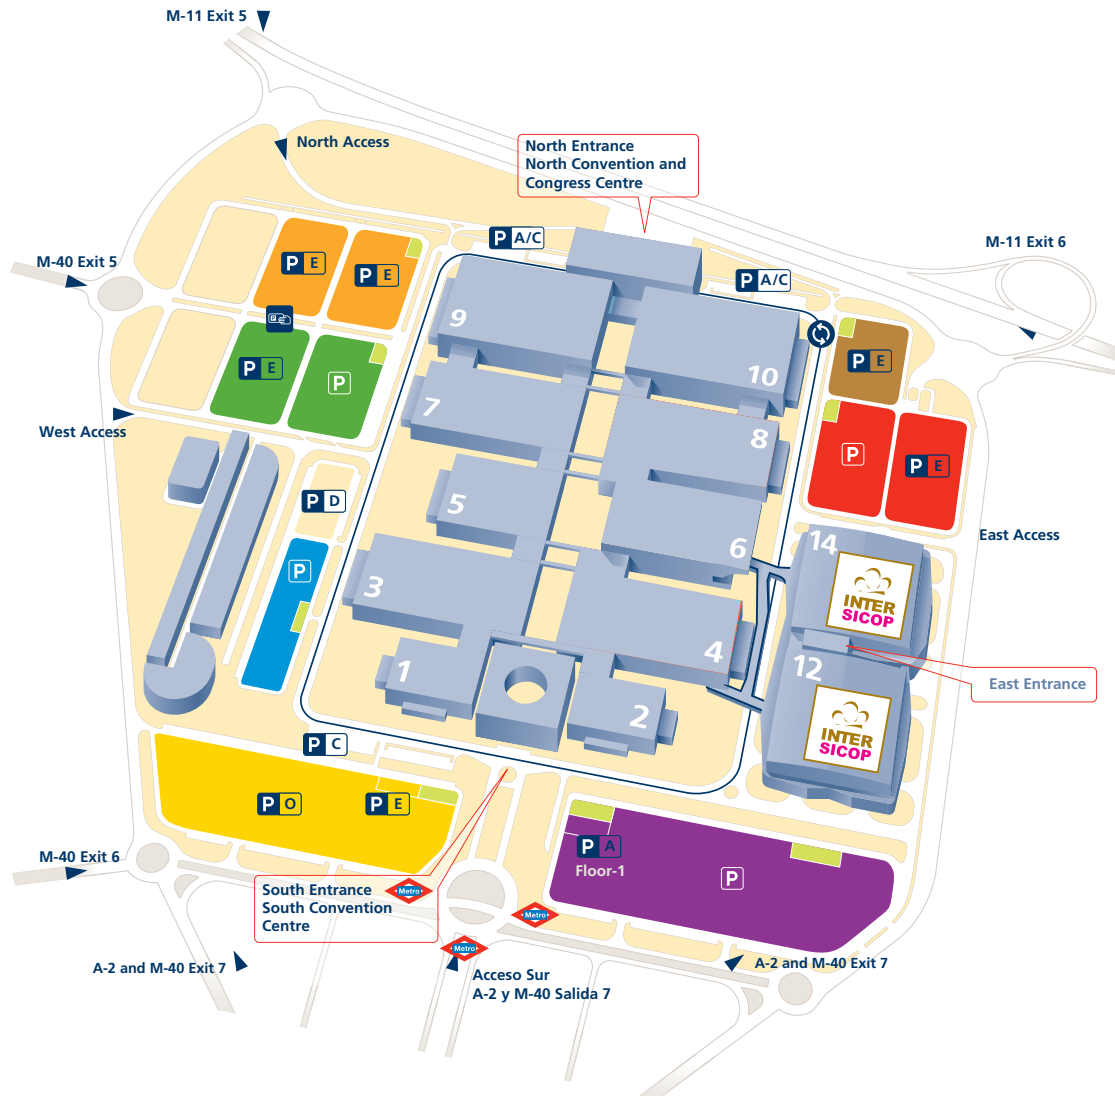 M-11 Exit 5
North Access
North Entrance
North Convention and
Congress Centre
M-11 Exit 6
M-40 Exit 5
P A/C
P A/C
P E
P E
P E
P
P E
P
P E
West Access
East Access
9
10
7
8
5
6
3
4
1
2
14
INTER
SICOP
12
INTER
SICOP
East Entrance
P D
P
P C
P O
P E
P A
Floor-1
P
M-40 Exit 6
South Entrance
South Convention
Centre
Metro
Metro
Metro
A-2 and M-40 Exit 7
Acceso Sur
A-2 y M-40 Salida 7
A-2 and M-40 Exit 7